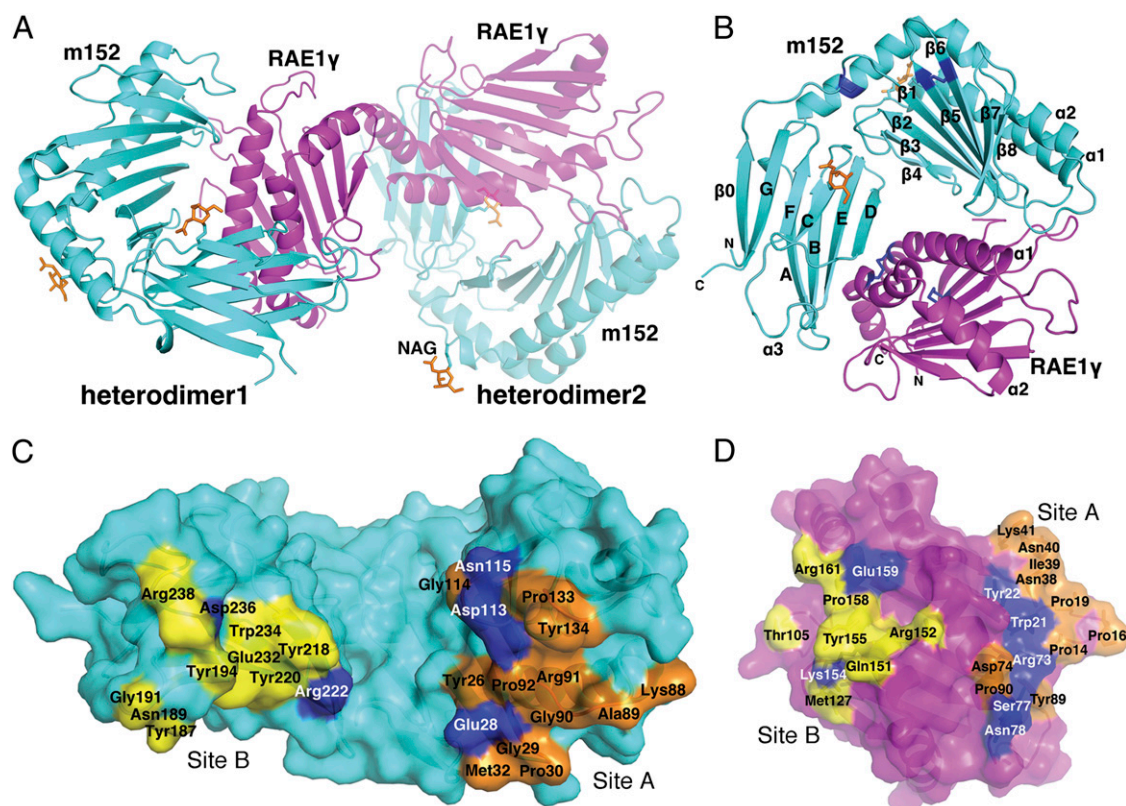 A
m152
RAE1γ
RAE1γ
NAG
m152
heterodimer1
heterodimer2
B
m152
β6
β1
β2
β5
β7
α2
β3
β8
β4
α1
β0
G
F
C
E
D
B
N
C
A
α1
α3
C
N
RAE1γ
α2
C
Asn115
Gly114
Asp113
Pro133
Tyr134
Arg238
Asp236
Trp234
Glu232
Tyr218
Tyr194
Tyr220
Arg222
Gly191
Asn189
Tyr187
Site B
Tyr26
Pro92
Arg91
Lys88
Gly90
Ala89
Glu28
Gly29
Met32
Pro30
Site A
D
Site A
Lys41
Asn40
Ile39
Asn38
Arg161
Glu159
Tyr22
Pro19
Pro158
Trp21
Pro16
Thr105
Tyr155
Arg152
Pro14
Arg73
Gln151
Asp74
Lys154
Pro90
Tyr89
Met127
Ser77
Asn78
Site B